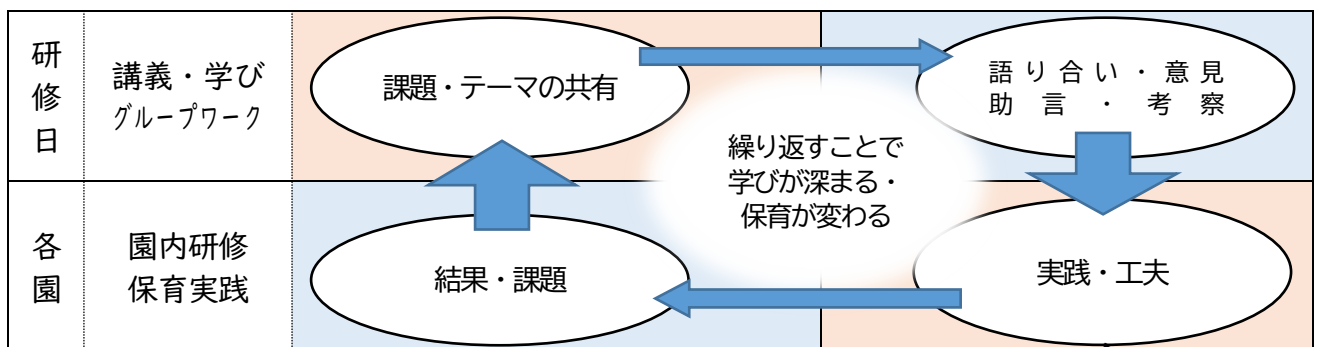 研修日
講義・学び
グループワーク
課題・テーマの共有
語り合い・意見
助言・考察
繰り返すことで
学びが深まる・
保育が変わる
各園
園内研修
保育実践
結果・課題
実践・工夫